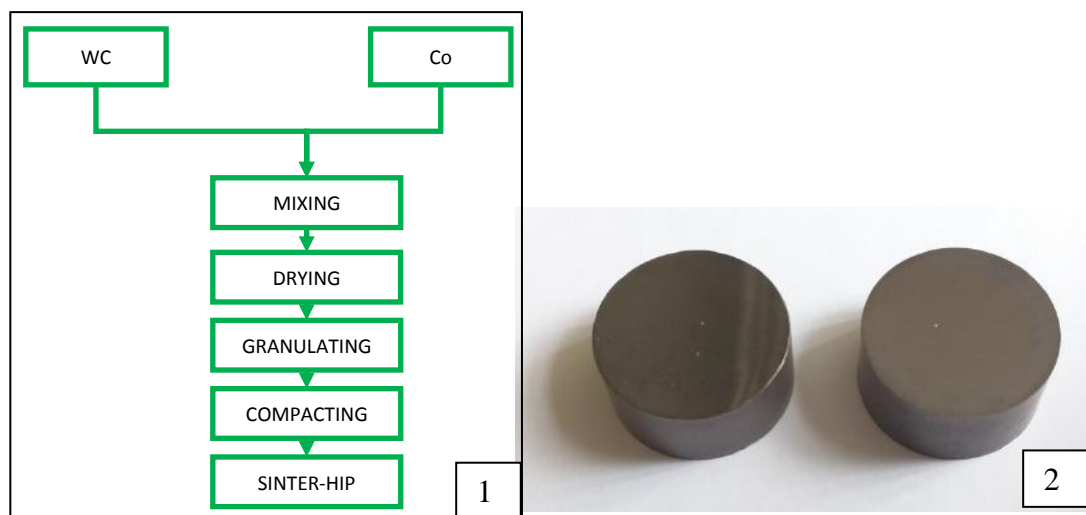 WC
Co
MIXING
DRYING
GRANULATING
COMPACTING
SINTER-HIP
1
2